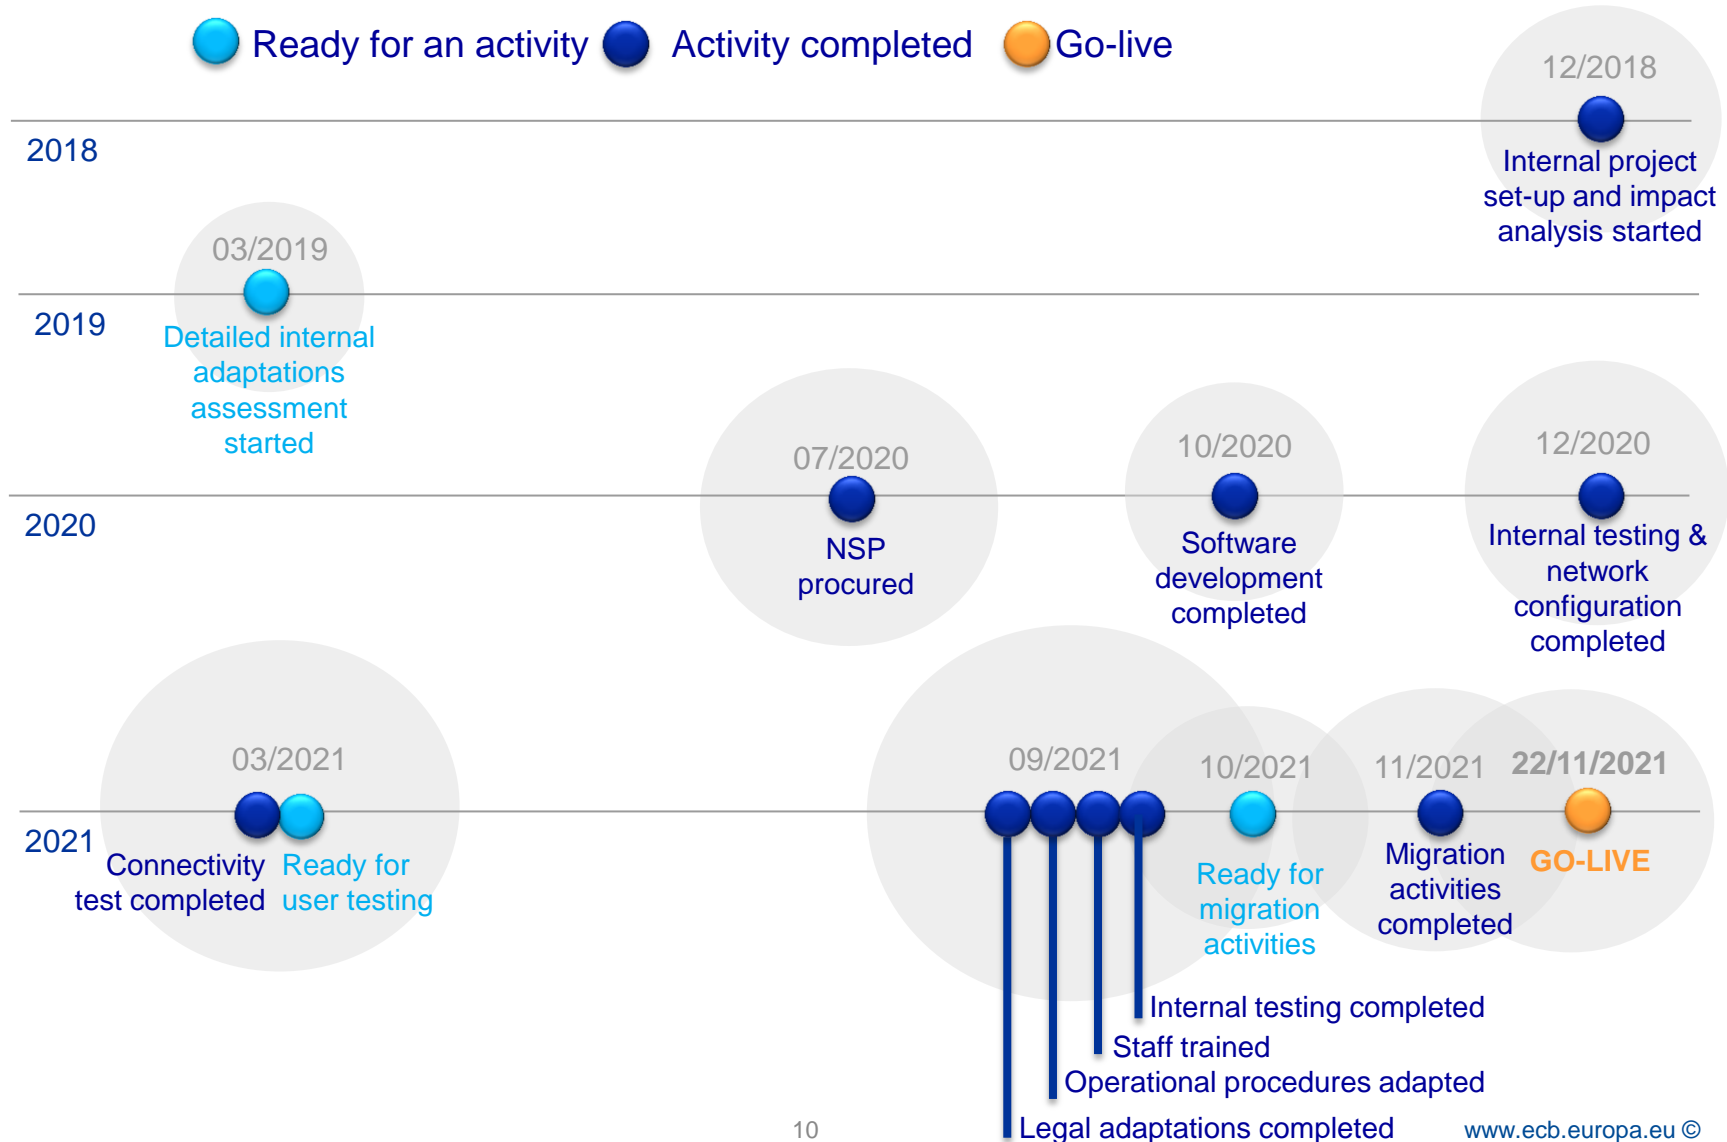 Ready for an activity
Activity completed
Go-live
12/2018
2018
Internal project
set-up and impact
analysis started
03/2019
2019
Detailed internal
adaptations
assessment
started
07/2020
10/2020
12/2020
2020
NSP
procured
Software
development
completed
Internal testing &
network
configuration
completed
03/2021
09/2021
10/2021
11/2021
22/11/2021
2021
Connectivity
test completed
Ready for
user testing
Ready for
migration
activities
Migration
activities
completed
GO-LIVE
Internal testing completed
Staff trained
Operational procedures adapted
Legal adaptations completed
10
www.ecb.europa.eu ©